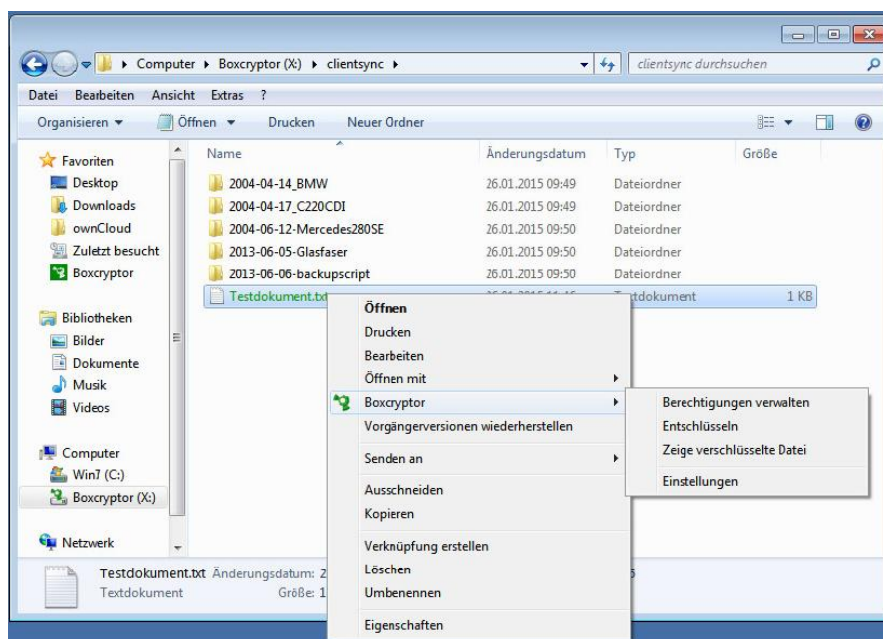 Computer ▸ Boxcryptor (X:) ▸ clientsync ▸
clientsync durchsuchen
Datei Bearbeiten Ansicht Extras ?
Organisieren Öffnen Drucken Neuer Ordner
Favoriten
Desktop
Downloads
ownCloud
Zuletzt besucht
Boxcryptor
Bibliotheken
Bilder
Dokumente
Musik
Videos
Computer
Win7 (C:)
Boxcryptor (X:)
Netzwerk
Name Änderungsdatum Typ Größe
2004-04-14_BMW 26.01.2015 09:49 Dateiordner
2004-04-17_C220CDI 26.01.2015 09:49 Dateiordner
2004-06-12-Mercedes280SE 26.01.2015 09:50 Dateiordner
2013-06-05-Glasfaser 26.01.2015 09:50 Dateiordner
2013-06-06-backupscript 26.01.2015 09:50 Dateiordner
Testdokument.txt 1 KB
Öffnen
Drucken
Bearbeiten
Öffnen mit
Boxcryptor
Vorgängerversionen wiederherstellen
Senden an
Ausschneiden
Kopieren
Verknüpfung erstellen
Löschen
Umbenennen
Eigenschaften
Berechtigungen verwalten
Entschlüsseln
Zeige verschlüsselte Datei
Einstellungen
Testdokument.txt Änderungsdatum: 2
Textdokument Größe: 1